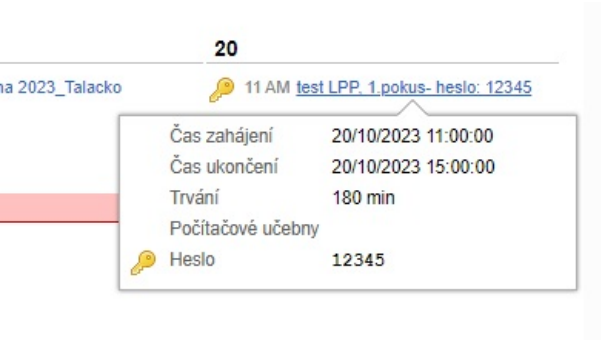 20
na 2023_Talacko
11 AM test LPP, 1.pokus- heslo: 12345
Čas zahájení 20/10/2023 11:00:00
Čas ukončení 20/10/2023 15:00:00
Trvání 180 min
Počítačové učebny
Heslo 12345